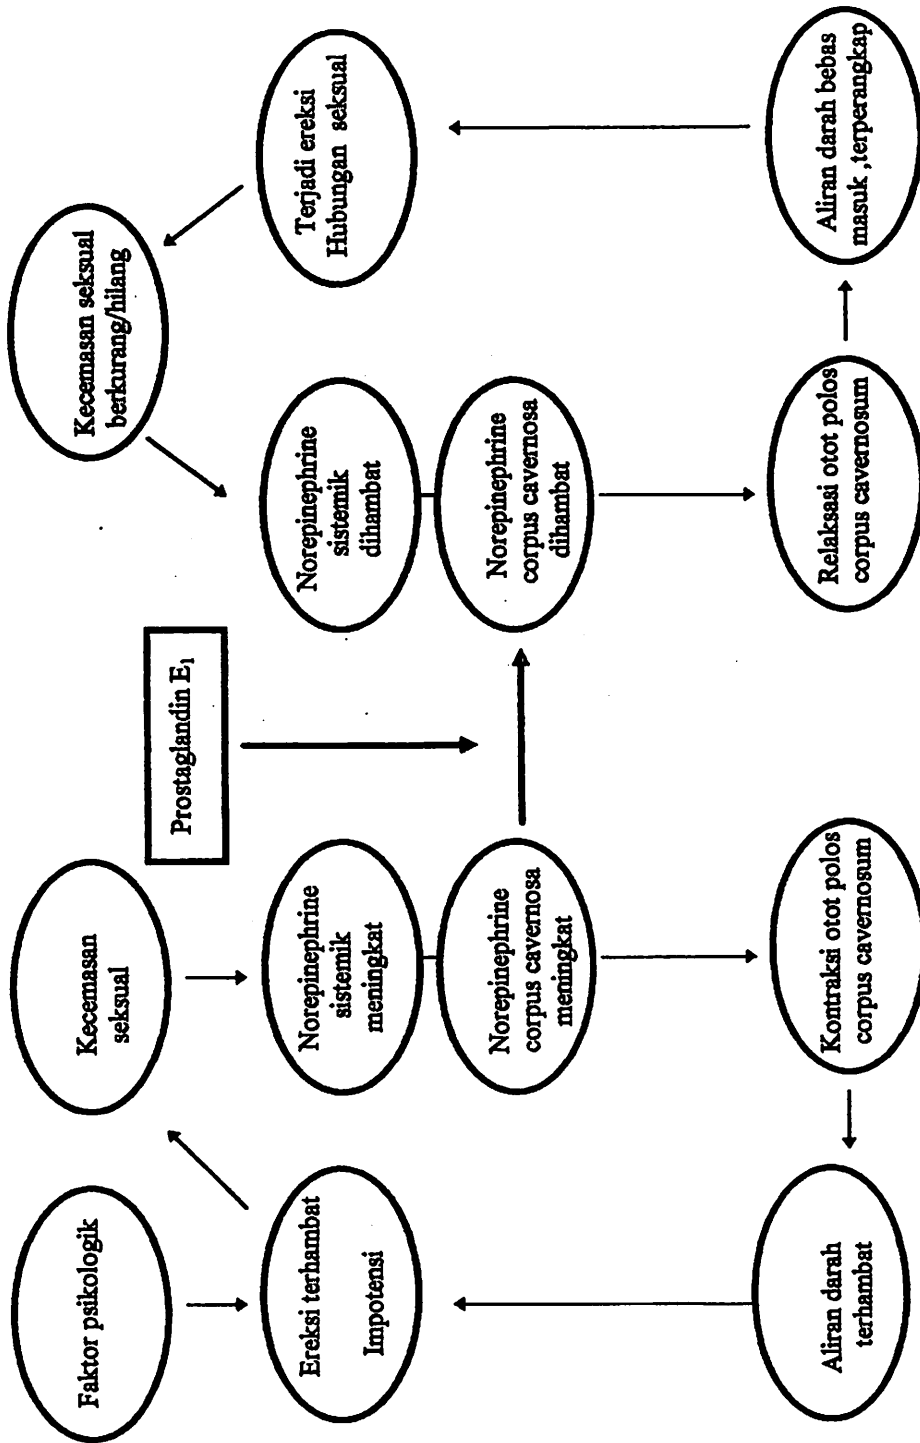 Faktor psikologik
Ereksi terhambat
Impotensi
Kecemasan
seksual
Norepinephrine
sistemik
meningkat
Norepinephrine
corpus cavernosa
meningkat
Kontraksi otot polos
corpus cavernosum
Aliran darah
terhambat
Prostaglandin E₁
Kecemasan seksual
berkurang/hilang
Norepinephrine
sistemik
dihambat
Norepinephrine
corpus cavernosa
dihambat
Relaksasi otot polos
corpus cavernosum
Aliran darah bebas
masuk ,terperangkap
Terjadi ereksi
Hubungan seksual